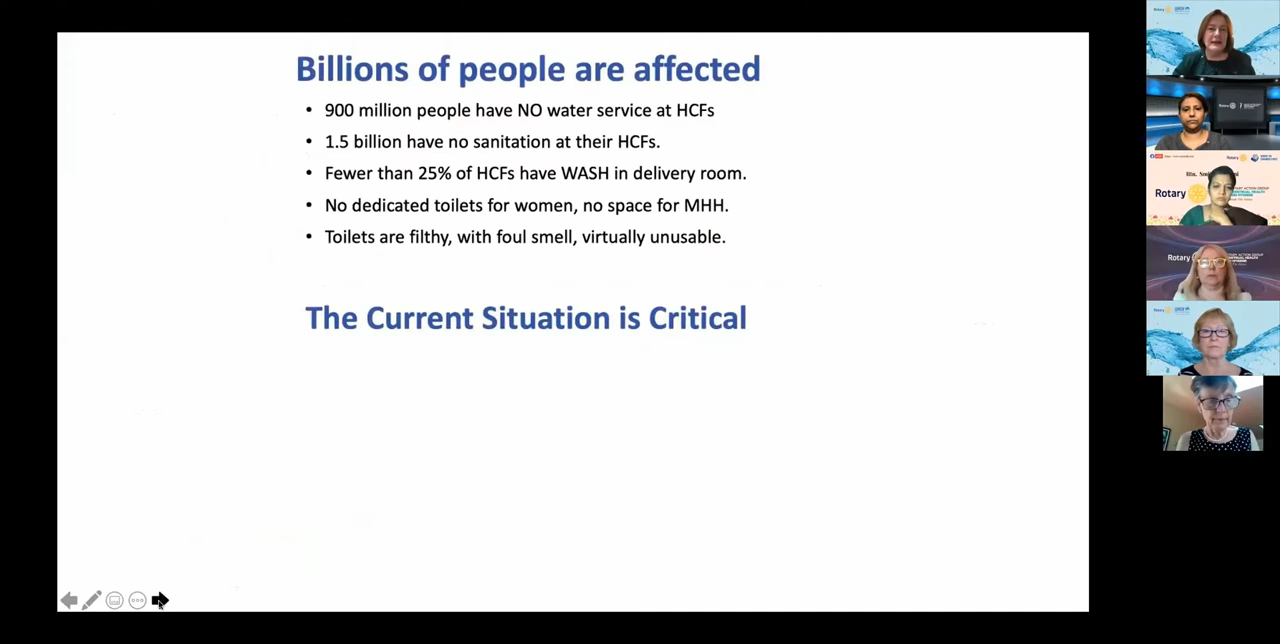 Billions of people are affected
• 900 million people have NO water service at HCFs
• 1.5 billion have no sanitation at their HCFs.
• Fewer than 25% of HCFs have WASH in delivery room.
• No dedicated toilets for women, no space for MHH.
• Toilets are filthy, with foul smell, virtually unusable.
The Current Situation is Critical
Rotary
Rotary
Rotary
Rotary
Rotary